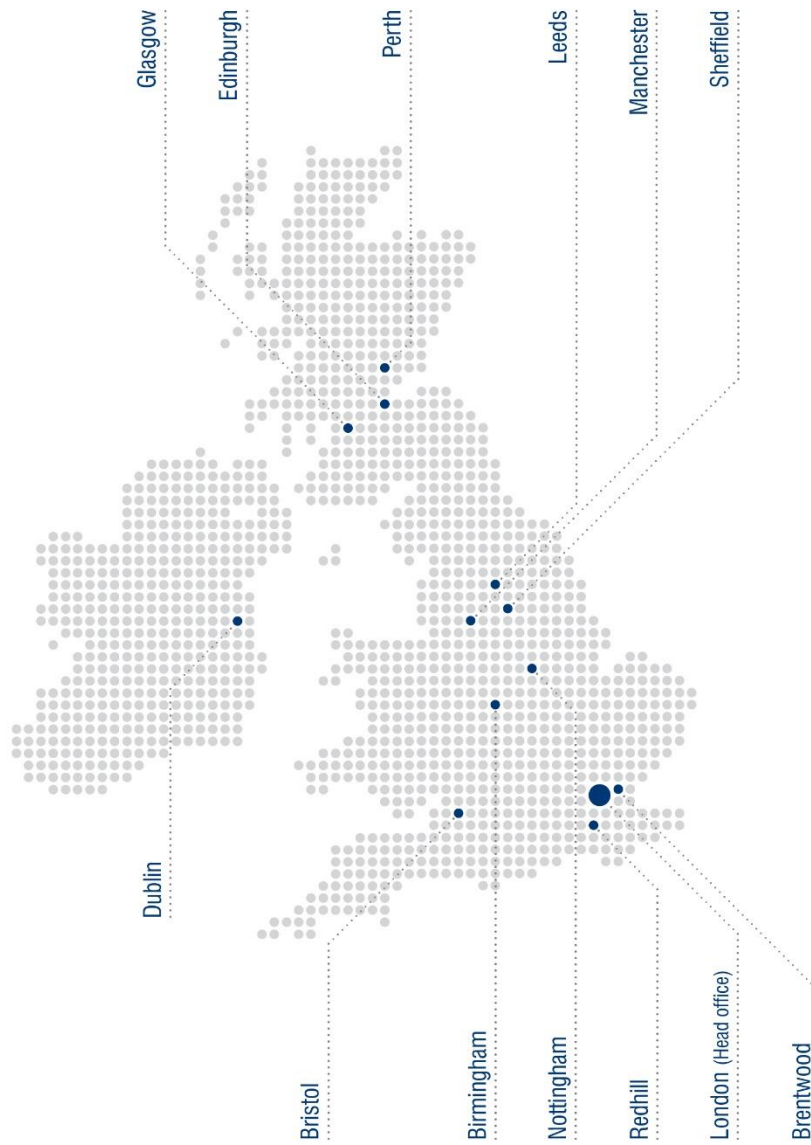 Glasgow
Edinburgh
Perth
Leeds
Manchester
Sheffield
Dublin
Bristol
Birmingham
Nottingham
Redhill
London (Head office)
Brentwood